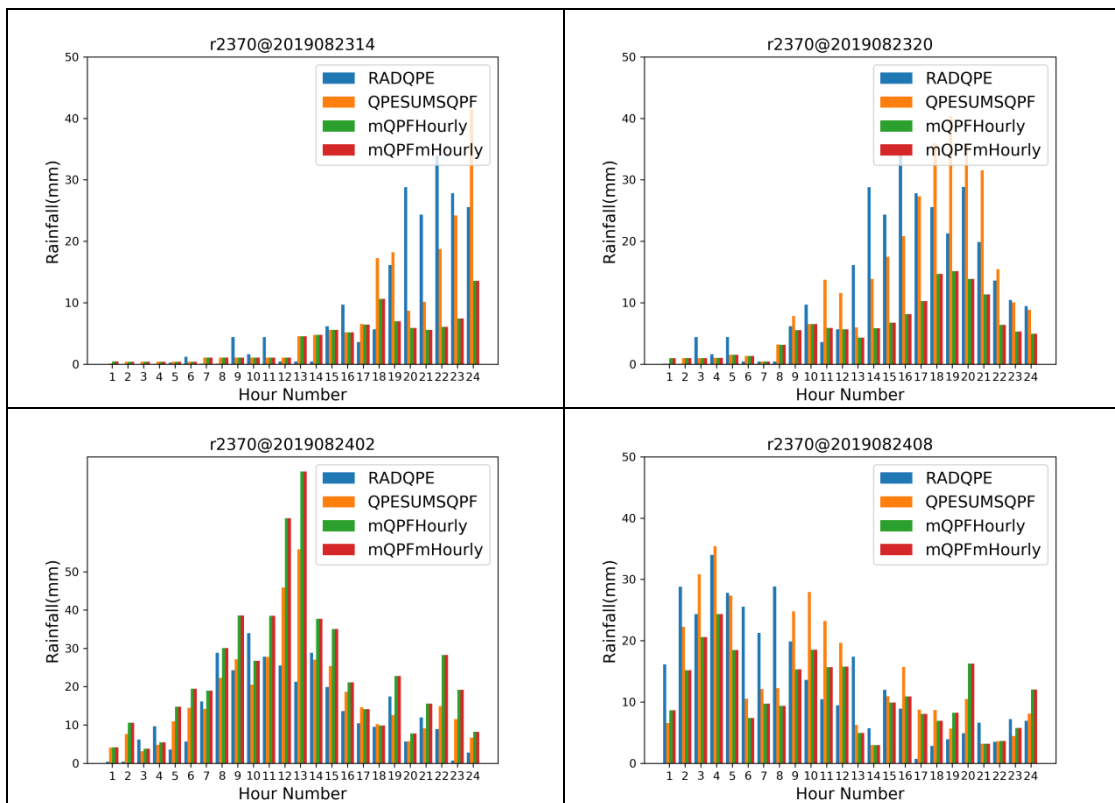 r2370@2019082314
50
40
30
20
10
0
Rainfall(mm)
RADQPE
QPESUMSQPF
mQPFHourly
mQPFmHourly
1 2 3 4 5 6 7 8 9 10 11 12 13 14 15 16 17 18 19 20 21 22 23 24
Hour Number
r2370@2019082320
50
40
30
20
10
0
Rainfall(mm)
RADQPE
QPESUMSQPF
mQPFHourly
mQPFmHourly
1 2 3 4 5 6 7 8 9 10 11 12 13 14 15 16 17 18 19 20 21 22 23 24
Hour Number
r2370@2019082402
50
40
30
20
10
0
Rainfall(mm)
RADQPE
QPESUMSQPF
mQPFHourly
mQPFmHourly
1 2 3 4 5 6 7 8 9 10 11 12 13 14 15 16 17 18 19 20 21 22 23 24
Hour Number
r2370@2019082408
50
40
30
20
10
0
Rainfall(mm)
RADQPE
QPESUMSQPF
mQPFHourly
mQPFmHourly
1 2 3 4 5 6 7 8 9 10 11 12 13 14 15 16 17 18 19 20 21 22 23 24
Hour Number